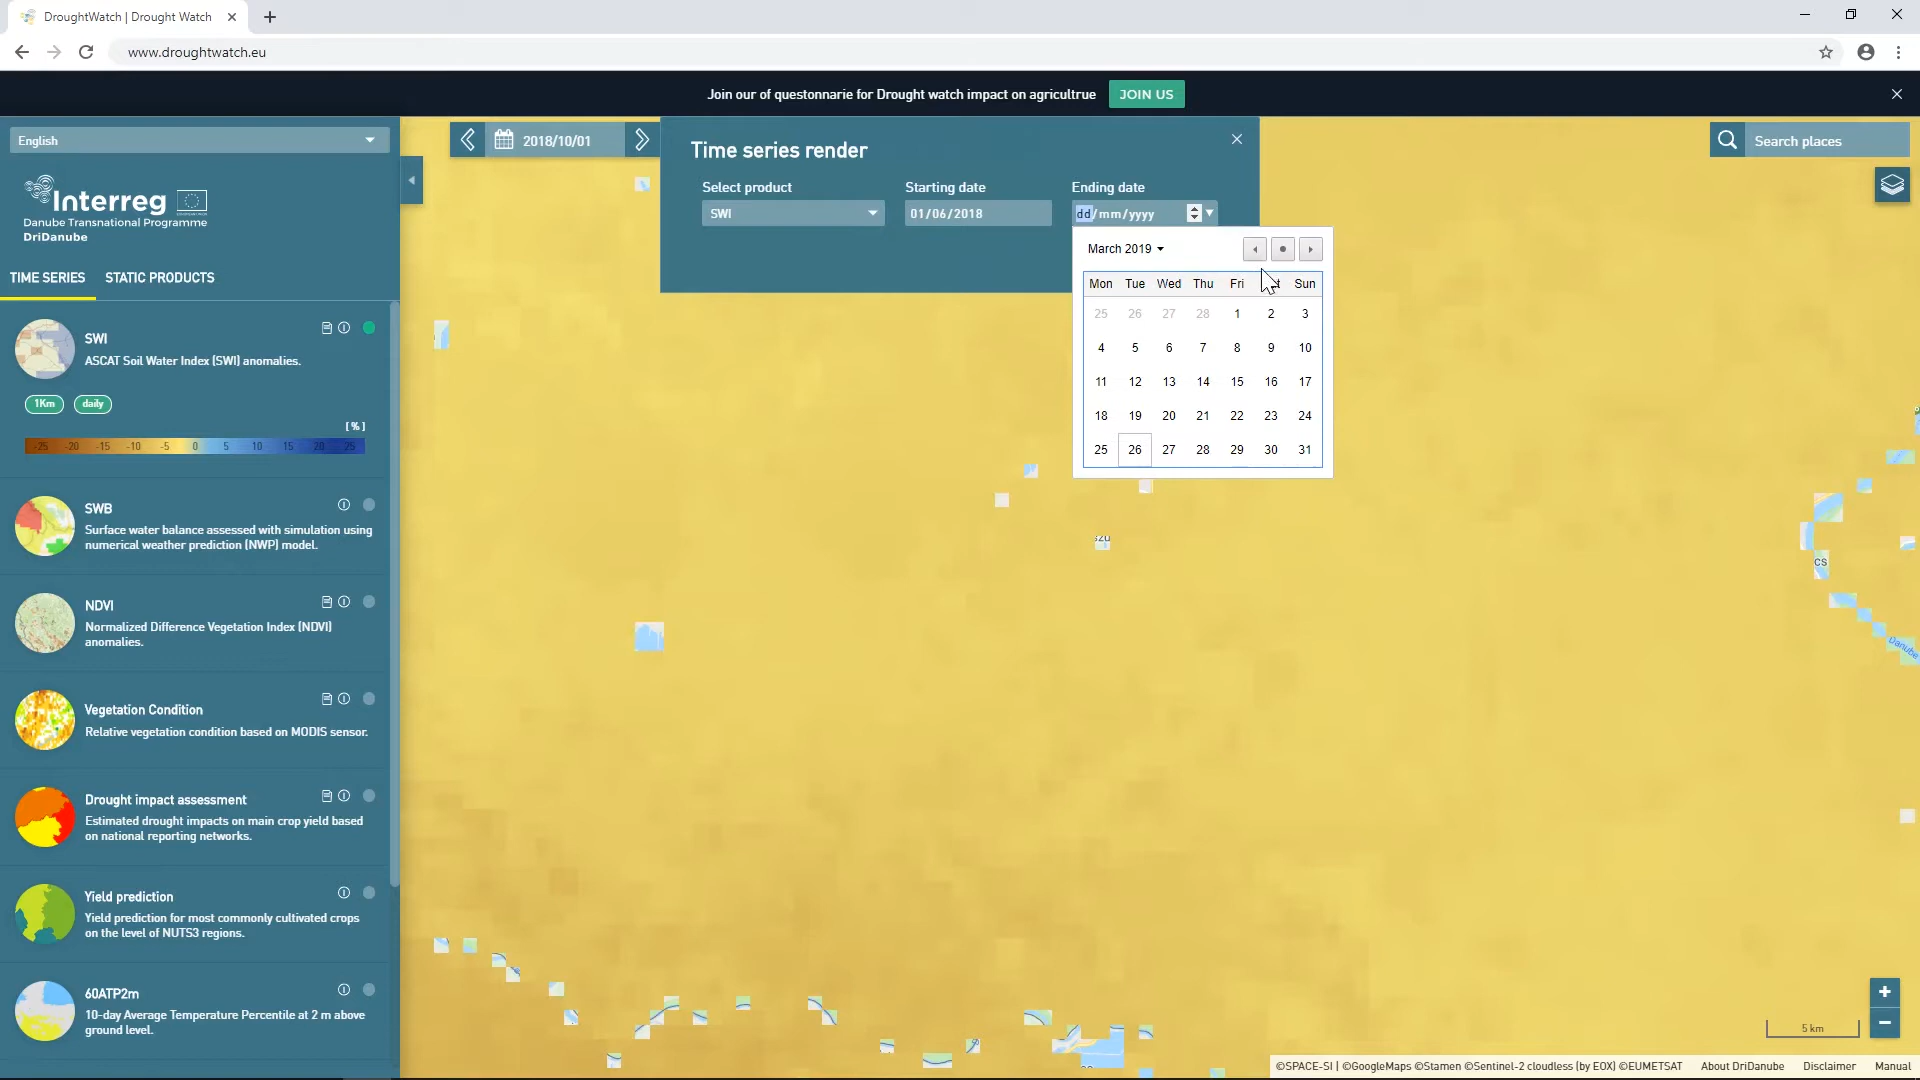 DroughtWatch | Drought Watch
www.droughtwatch.eu
Join our of questonnarie for Drought watch impact on agricultrue
JOIN US
English
Interreg
Danube Transnational Programme
DriDanube
TIME SERIES
STATIC PRODUCTS
SWI
ASCAT Soil Water Index (SWI) anomalies.
1Km
daily
[%]
-25 -20 -15 -10 -5 0 5 10 15 20 25
SWB
Surface water balance assessed with simulation using
numerical weather prediction (NWP) model.
NDVI
Normalized Difference Vegetation Index (NDVI)
anomalies.
Vegetation Condition
Relative vegetation condition based on MODIS sensor.
Drought impact assessment
Estimated drought impacts on main crop yield based
on national reporting networks.
Yield prediction
Yield prediction for most commonly cultivated crops
on the level of NUTS3 regions.
60ATP2m
10-day Average Temperature Percentile at 2 m above
ground level.
2018/10/01
Time series render
Select product
Starting date
Ending date
SWI
01/06/2018
dd/mm/yyyy
March 2019
Mon Tue Wed Thu Fri Sun
25 26 27 28 1 2 3
4 5 6 7 8 9 10
11 12 13 14 15 16 17
18 19 20 21 22 23 24
25 26 27 28 29 30 31
Search places
CS
Danube
+
−
5 km
©SPACE-SI | ©GoogleMaps ©Stamen ©Sentinel-2 cloudless (by EOX) ©EUMETSAT
About DriDanube
Disclaimer
Manual